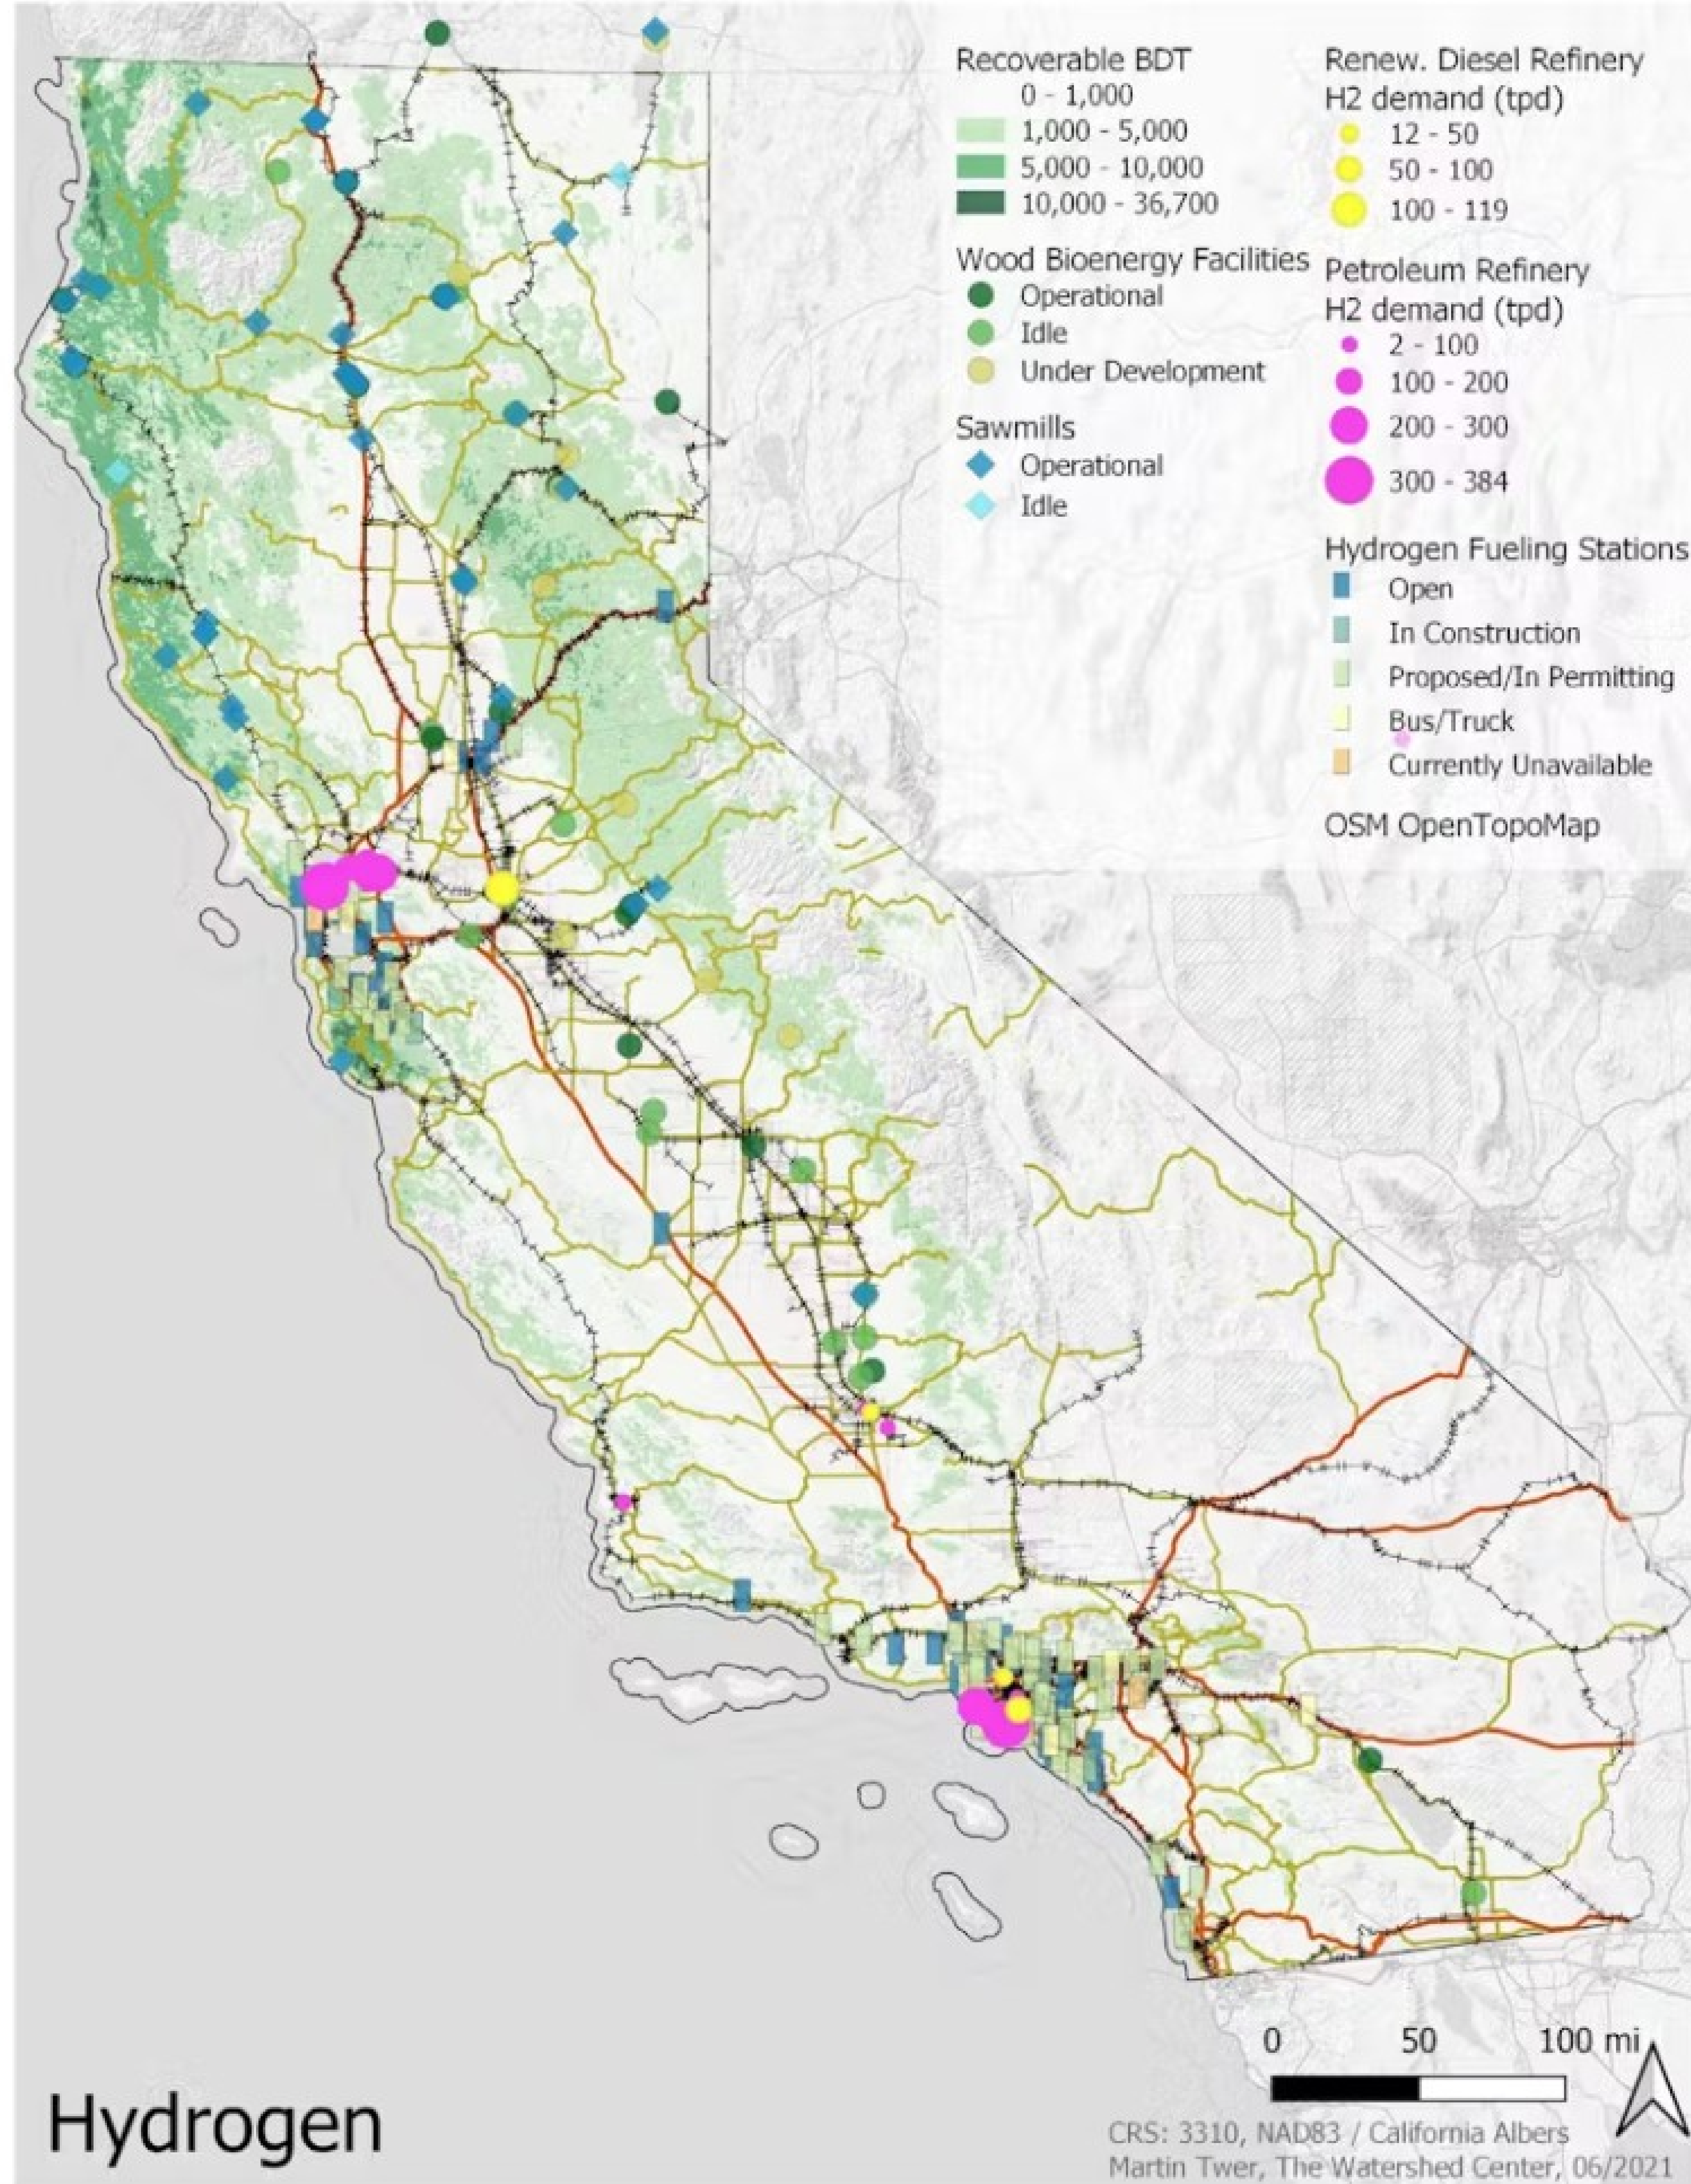 Recoverable BDT
0 - 1,000
1,000 - 5,000
5,000 - 10,000
10,000 - 36,700
Wood Bioenergy Facilities
Operational
Idle
Under Development
Sawmills
Operational
Idle
Renew. Diesel Refinery
H2 demand (tpd)
12 - 50
50 - 100
100 - 119
Petroleum Refinery
H2 demand (tpd)
2 - 100
100 - 200
200 - 300
300 - 384
Hydrogen Fueling Stations
Open
In Construction
Proposed/In Permitting
Bus/Truck
Currently Unavailable
OSM OpenTopoMap
0 50 100 mi
Hydrogen
CRS: 3310, NAD83 / California Albers
Martin Twer, The Watershed Center, 06/2021